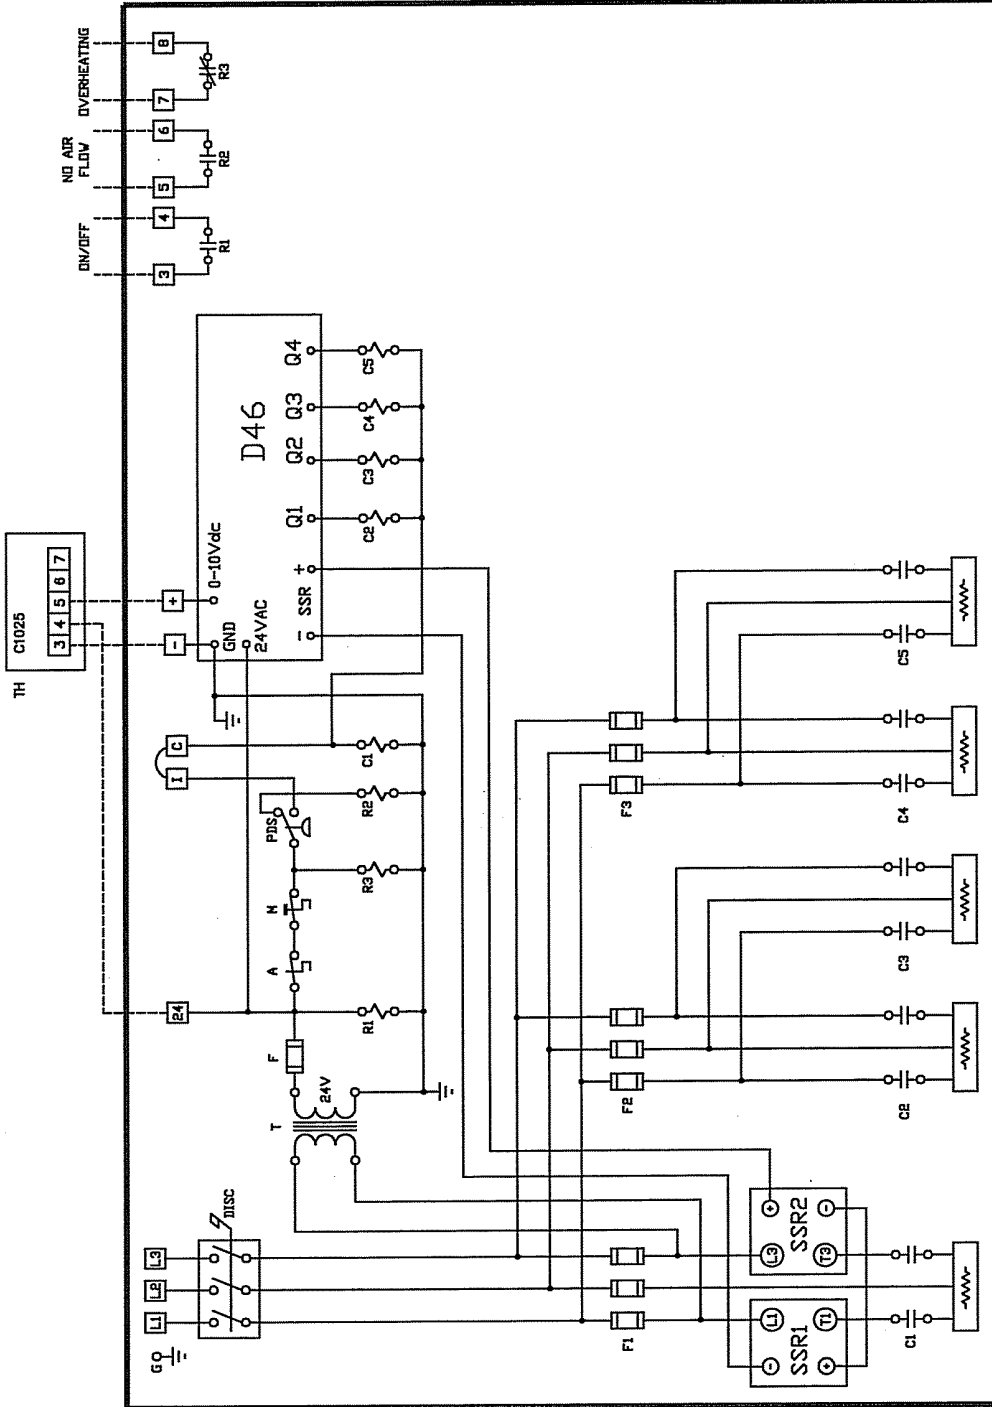 OVERHEATING
NO AIR
FLOW
ON/OFF
8
7
6
5
4
3
R3
R2
R1
TH
C1025
3 4 5 6 7
- +
I C
24
GND
0-10Vdc
24VAC
D46
- SSR +
Q1 Q2 Q3 Q4
C2
C3
C4
C5
PDS
M
A
F
T
24V
R1
R3
R2
C1
L1 L2 L3
G
DISC
F1
F2
F3
SSR1
L1
T1
-
+
SSR2
L3
T3
+
-
C1
C2
C3
C4
C5